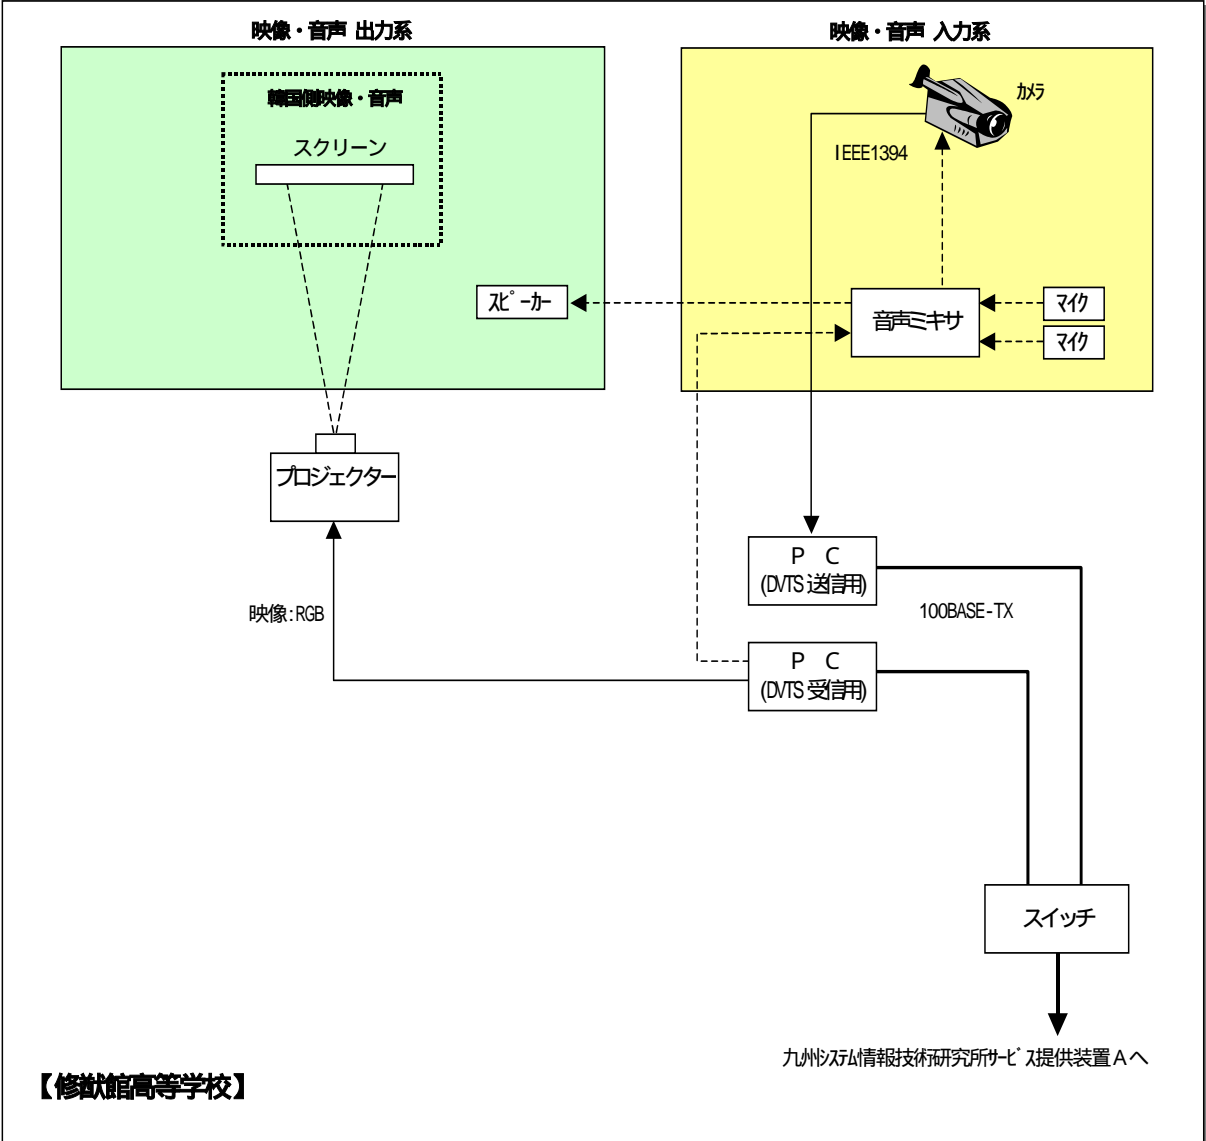 映像・音声 出力系
映像・音声 入力系
韓国側映像・音声
スクリーン
カメラ
IEEE1394
スピーカー
音声ミキサ
マイク
マイク
プロジェクター
映像:RGB
ＰＣ
(DVTS送信用)
100BASE-TX
ＰＣ
(DVTS受信用)
スイッチ
九州システム情報技術研究所サービス提供装置Aへ
【修猷館高等学校】